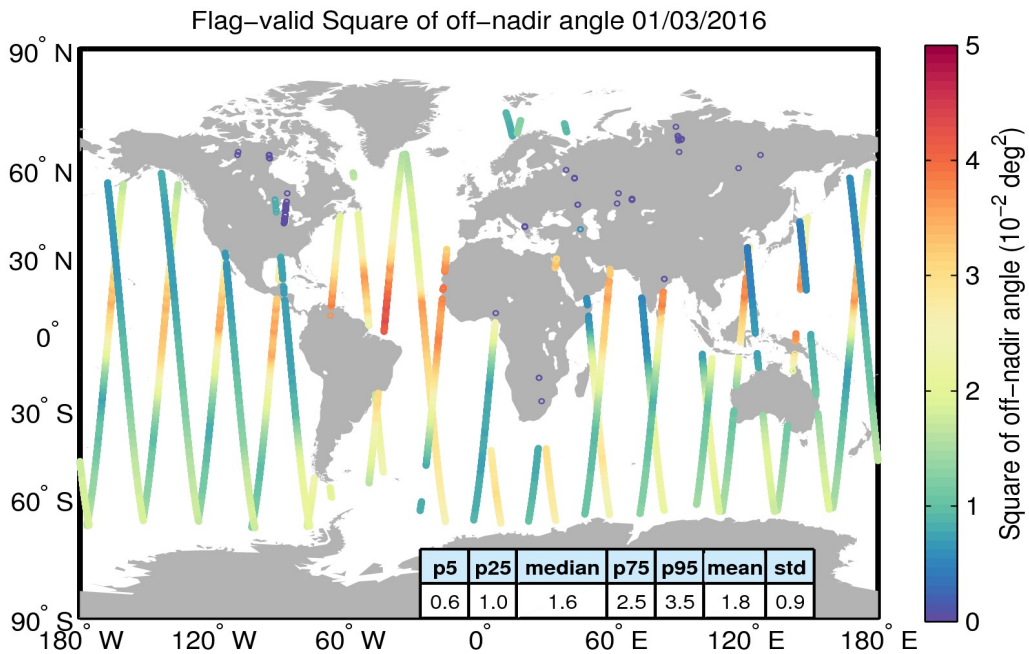 Flag−valid Square of off−nadir angle 01/03/2016
90° N
60° N
30° N
0°
30° S
60° S
90° S
180° W
120° W
60° W
0°
60° E
120° E
180° E
p5 p25 median p75 p95 mean std
0.6 1.0 1.6 2.5 3.5 1.8 0.9
5
4
3
2
1
0
Square of off−nadir angle (10⁻² deg²)